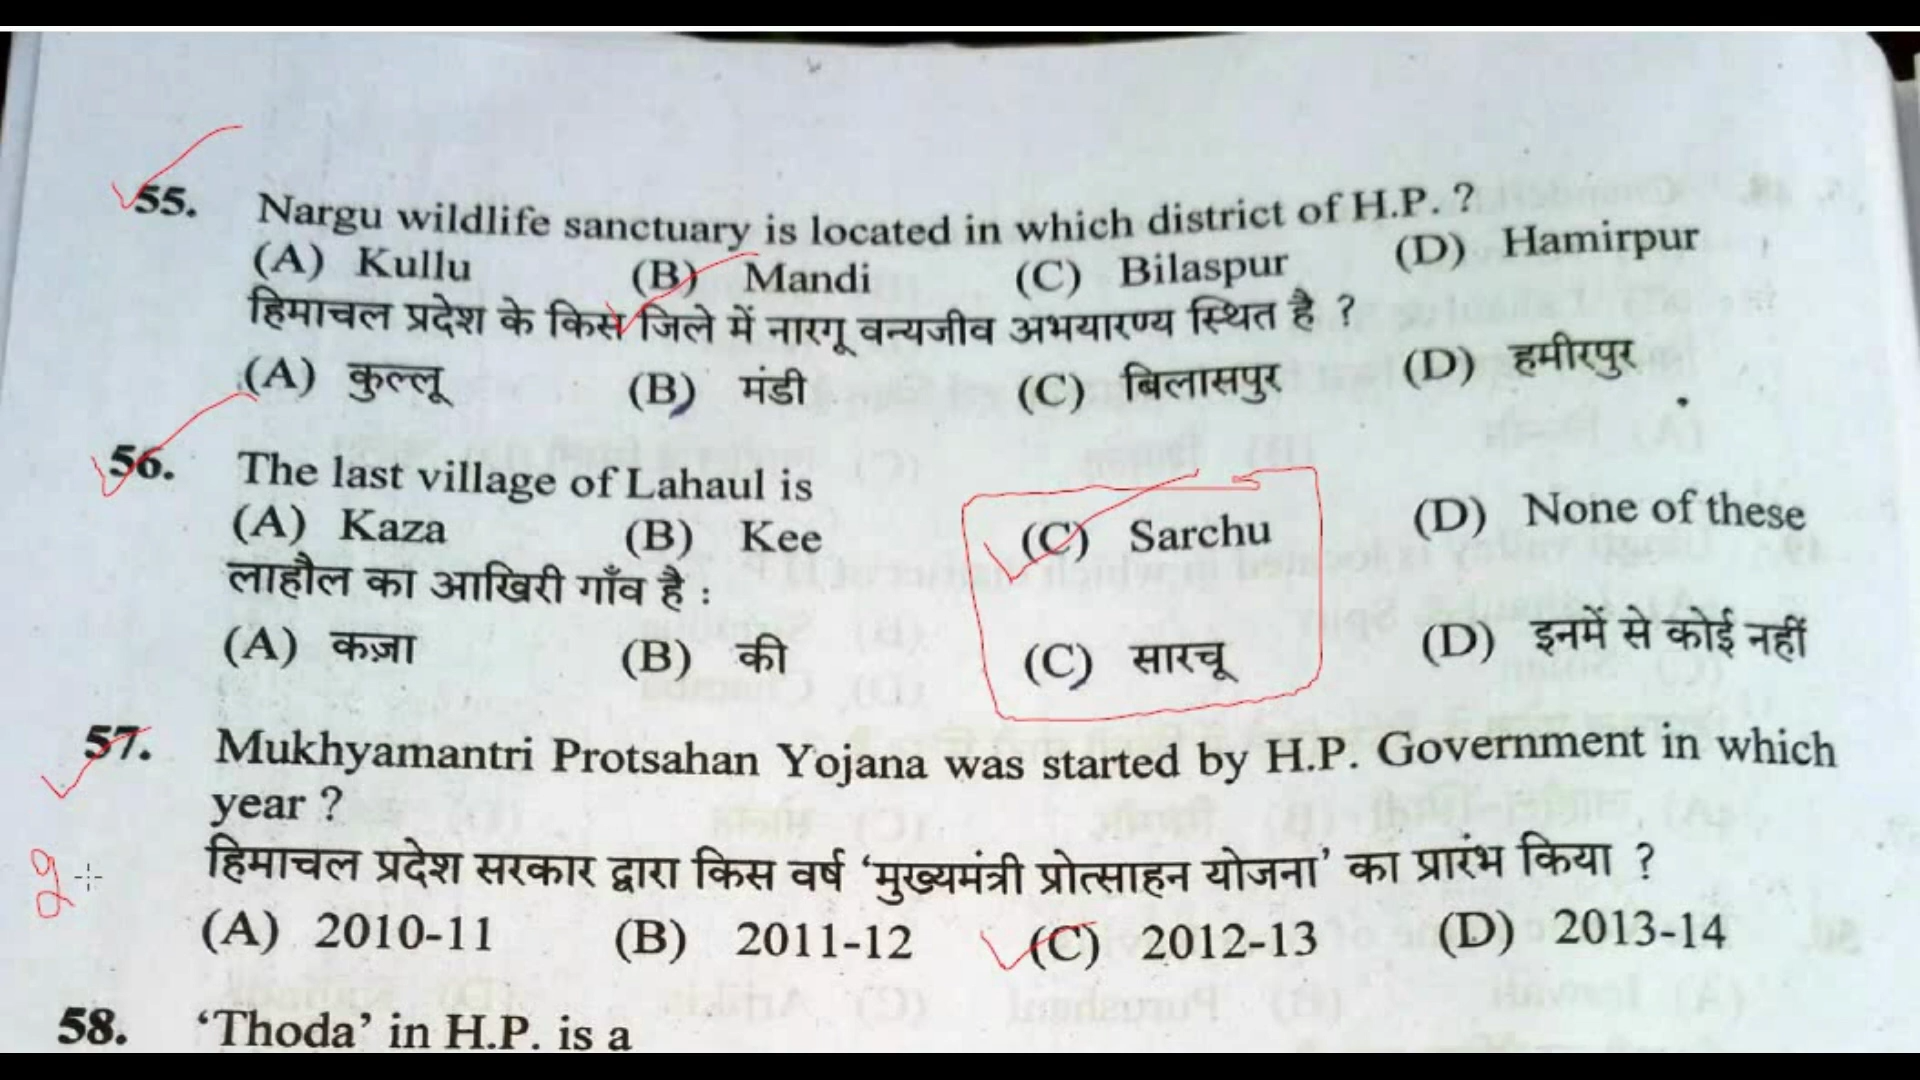 55. Nargu wildlife sanctuary is located in which district of H.P. ?
(A) Kullu (B) Mandi (C) Bilaspur (D) Hamirpur
हिमाचल प्रदेश के किस जिले में नारगू वन्यजीव अभयारण्य स्थित है ?
(A) कुल्लू (B) मंडी (C) बिलासपुर (D) हमीरपुर
56. The last village of Lahaul is
(A) Kaza (B) Kee (C) Sarchu (D) None of these
लाहौल का आखिरी गाँव है :
(A) कज़ा (B) की (C) सारचू (D) इनमें से कोई नहीं
57. Mukhyamantri Protsahan Yojana was started by H.P. Government in which
year ?
हिमाचल प्रदेश सरकार द्वारा किस वर्ष ‘मुख्यमंत्री प्रोत्साहन योजना’ का प्रारंभ किया ?
(A) 2010-11 (B) 2011-12 (C) 2012-13 (D) 2013-14
58. ‘Thoda’ in H.P. is a